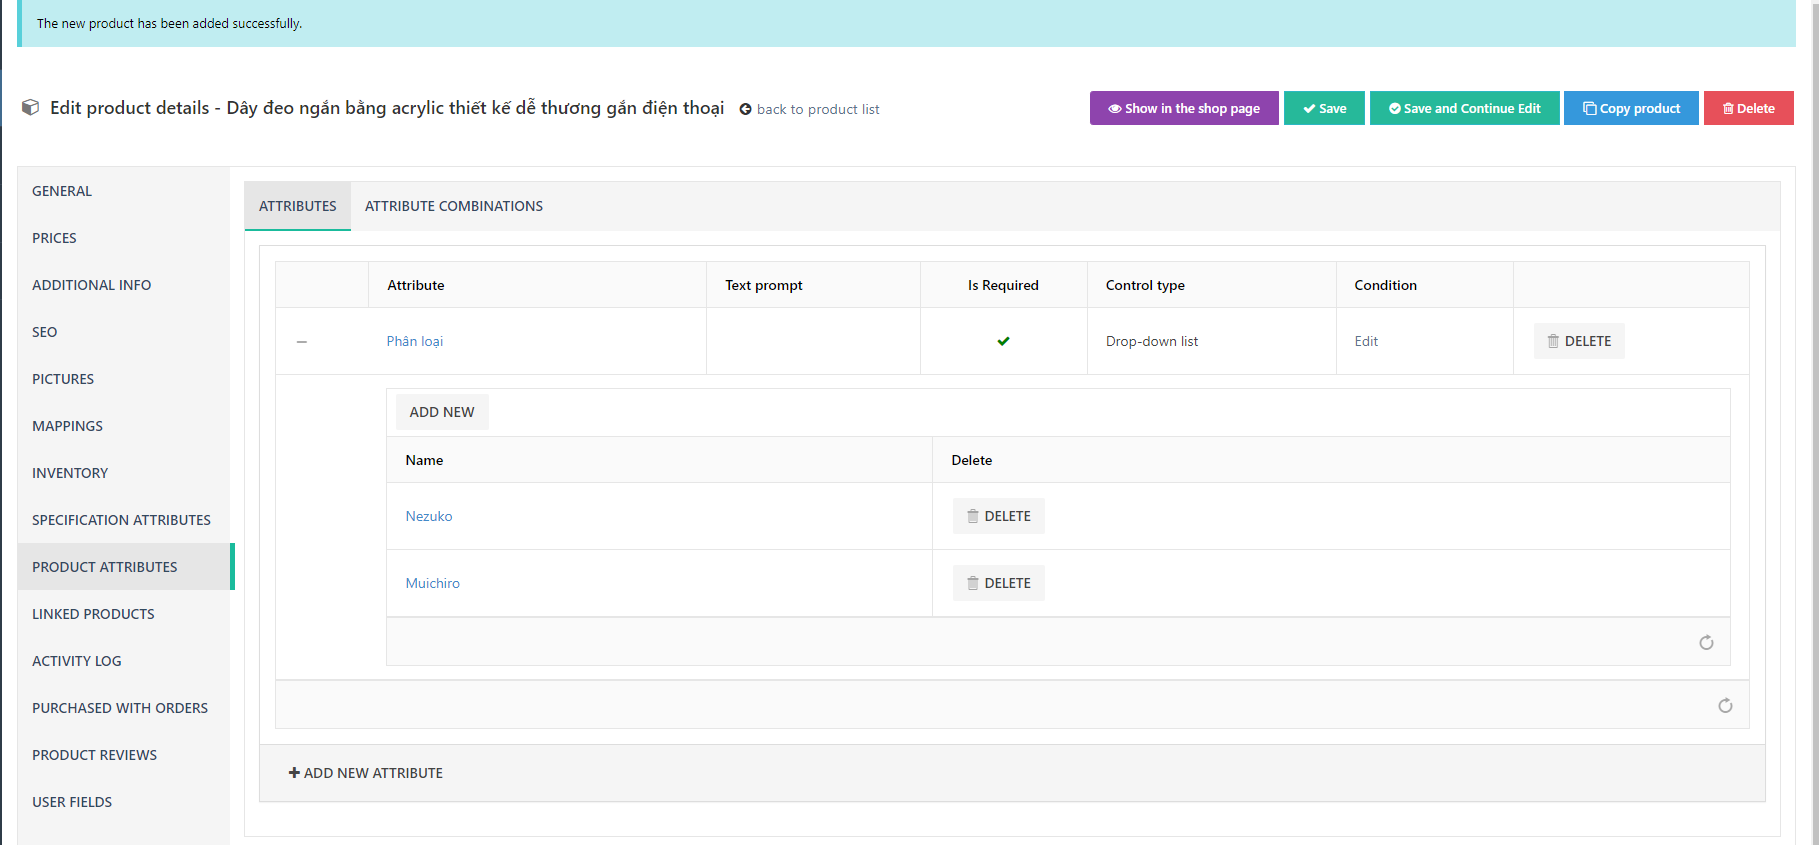 The new product has been added successfully.
Edit product details - Dây đeo ngắn bằng acrylic thiết kế dễ thương gắn điện thoại back to product list
Show in the shop page Save Save and Continue Edit Copy product Delete
GENERAL
PRICES
ADDITIONAL INFO
SEO
PICTURES
MAPPINGS
INVENTORY
SPECIFICATION ATTRIBUTES
PRODUCT ATTRIBUTES
LINKED PRODUCTS
ACTIVITY LOG
PURCHASED WITH ORDERS
PRODUCT REVIEWS
USER FIELDS
ATTRIBUTES ATTRIBUTE COMBINATIONS
Attribute Text prompt Is Required Control type Condition
Phân loại Drop-down list Edit DELETE
ADD NEW
Name Delete
Nezuko DELETE
Muichiro DELETE
ADD NEW ATTRIBUTE